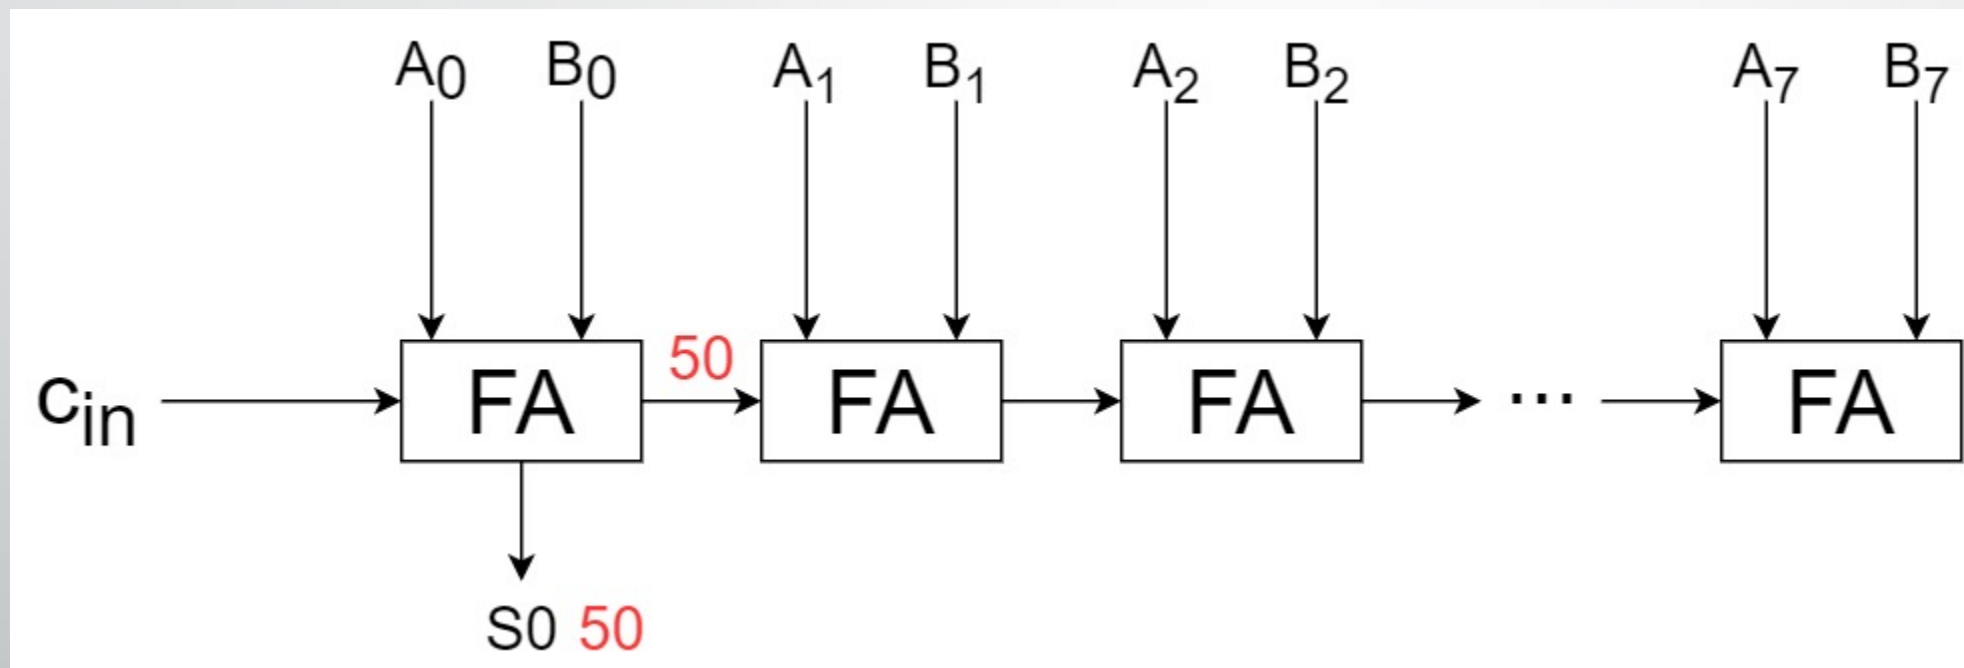 A0 B0 A1 B1 A2 B2 A7 B7
50
cin FA FA FA ... FA
S0 50